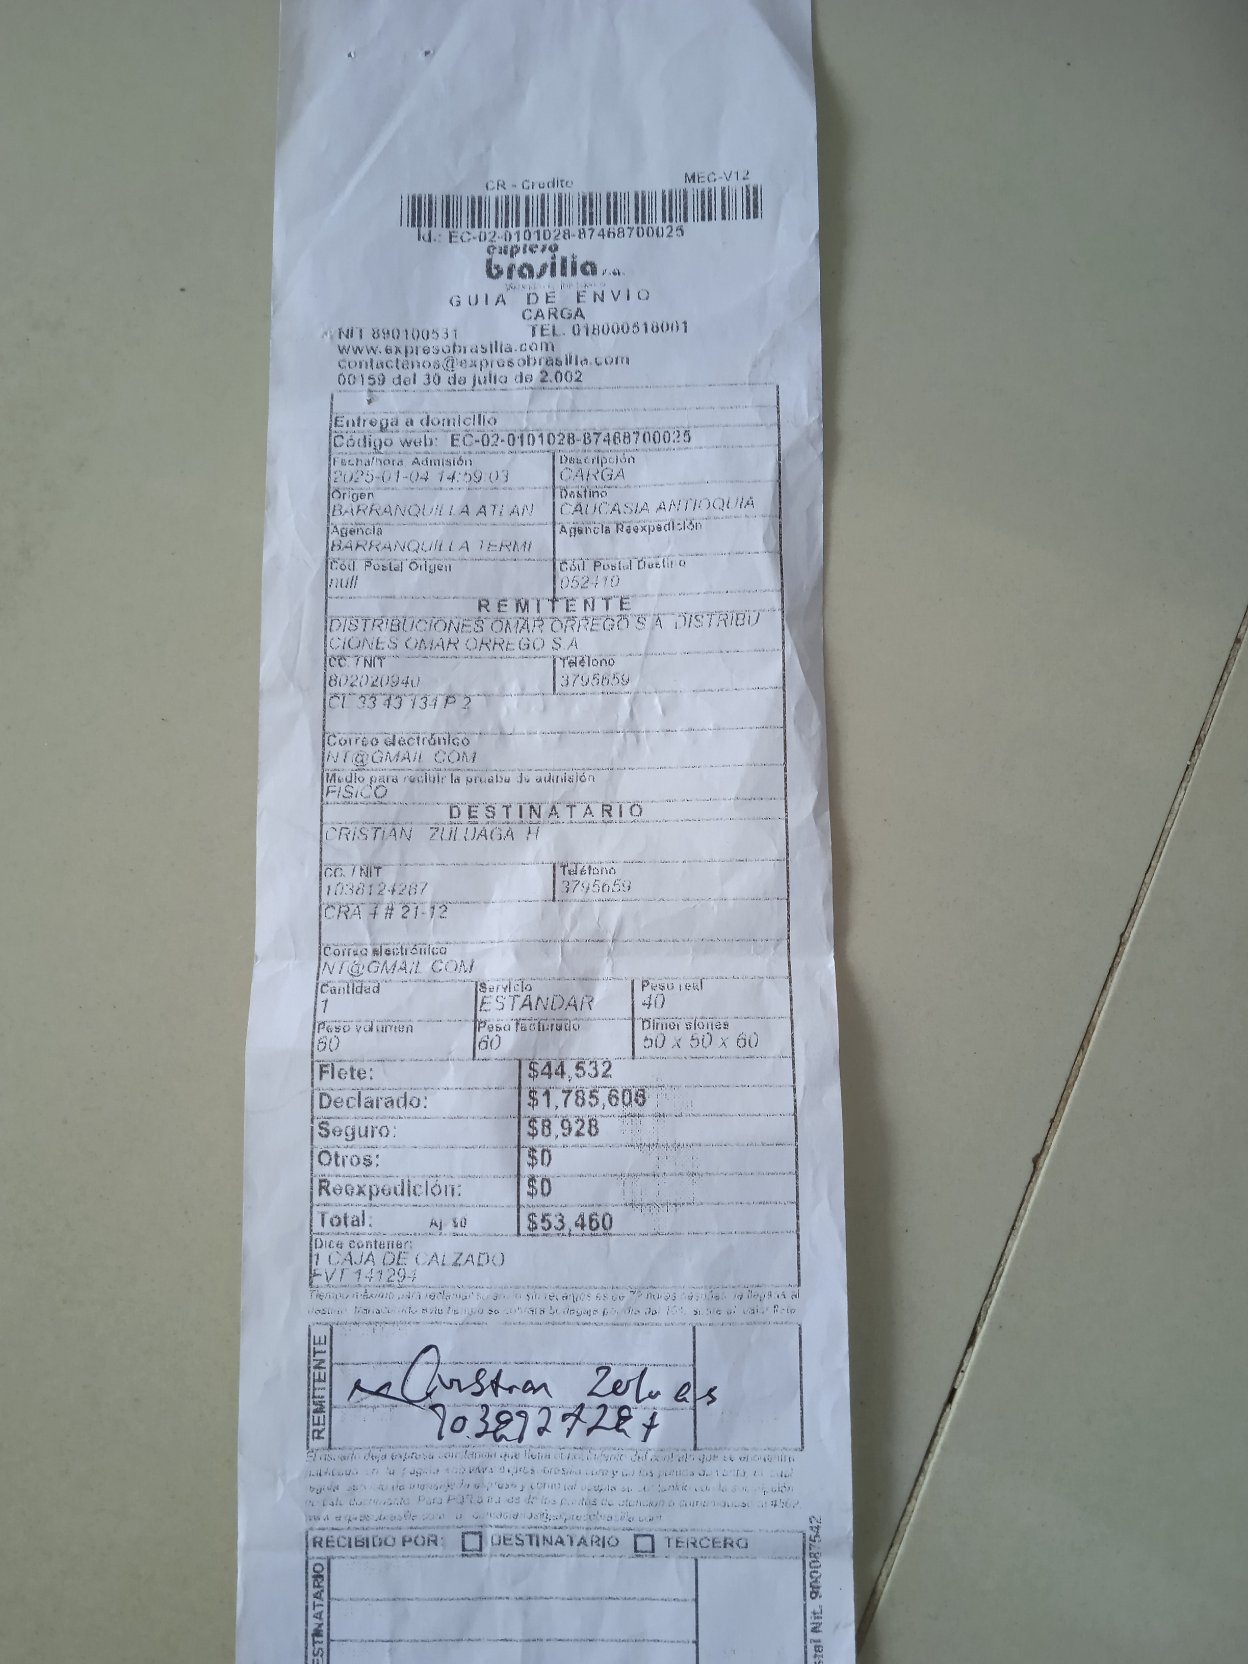 CR - Credito MEC-V12
Id.: EC-02-0101028-87468700025
expreso
brasilia s.a.
GUIA DE ENVIO
CARGA
NIT 890100531 TEL. 018000518001
www.expresobrasilia.com
contactenos@expresobrasilia.com
00159 del 30 de julio de 2.002
Entrega a domicilio
Código web: EC-02-0101028-87468700025
Fecha/hora Admisión Descripción
2025-01-04 14:59:03 CARGA
Origen Destino
BARRANQUILLA ATLAN CAUCASIA ANTIOQUIA
Agencia Agencia Reexpedición
BARRANQUILLA TERMI
Cód. Postal Origen Cód. Postal Destino
null 052410
REMITENTE
DISTRIBUCIONES OMAR ORREGO S.A DISTRIBU
CIONES OMAR ORREGO S.A
CC. / NIT Teléfono
802020940 3795659
CL 33 43 131 P 2
Correo electrónico
NT@GMAIL.COM
Medio para recibir la prueba de admisión
FISICO
DESTINATARIO
CRISTIAN ZULUAGA H
CC. / NIT Teléfono
1038124287 3795659
CRA 4 # 21-12
Correo electrónico
NT@GMAIL.COM
Cantidad Servicio Peso real
1 ESTANDAR 40
Peso volumen Peso facturado Dimensiones
60 60 50 x 50 x 60
Flete: $44,532
Declarado: $1,785,606
Seguro: $8,928
Otros: $0
Reexpedición: $0
Total: Aj. $0 $53,460
Dice contener:
1 CAJA DE CALZADO
FVT 141294
REMITENTE
RECIBIDO POR: DESTINATARIO TERCERO
Nit. 900087542